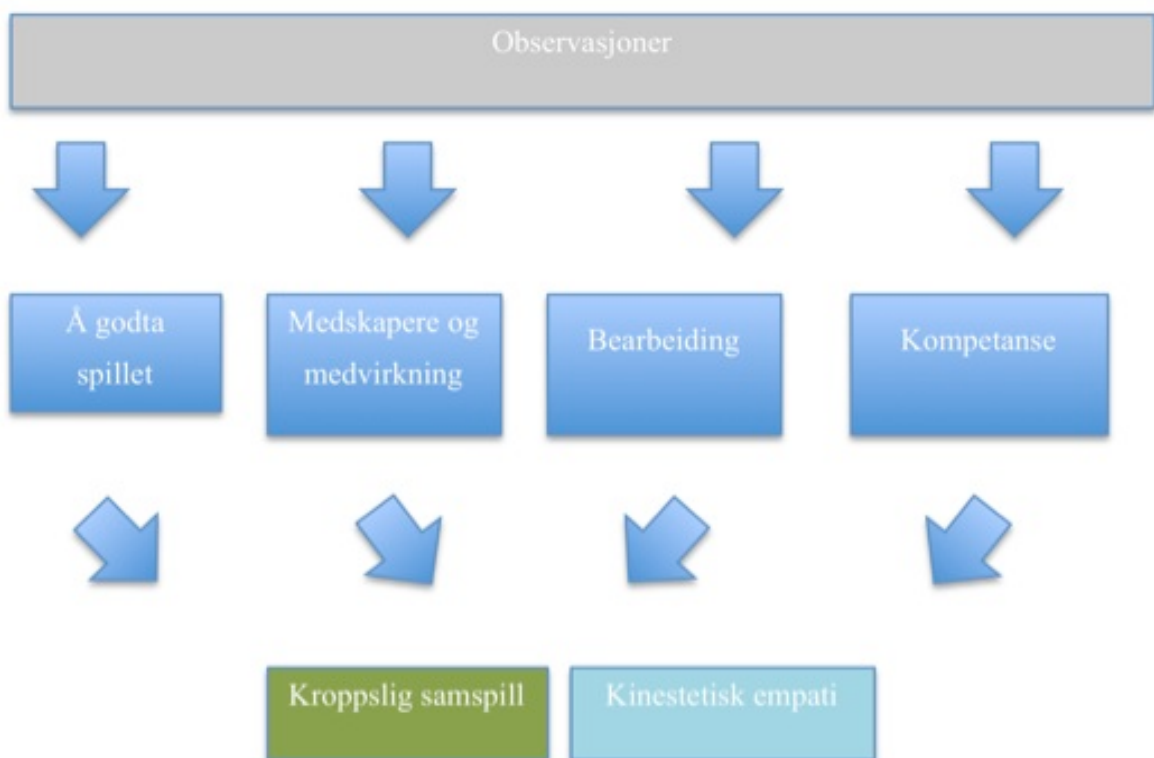 Observasjoner
Å godta
spillet
Medskapere og
medvirkning
Bearbeiding
Kompetanse
Kroppslig samspill
Kinestetisk empati